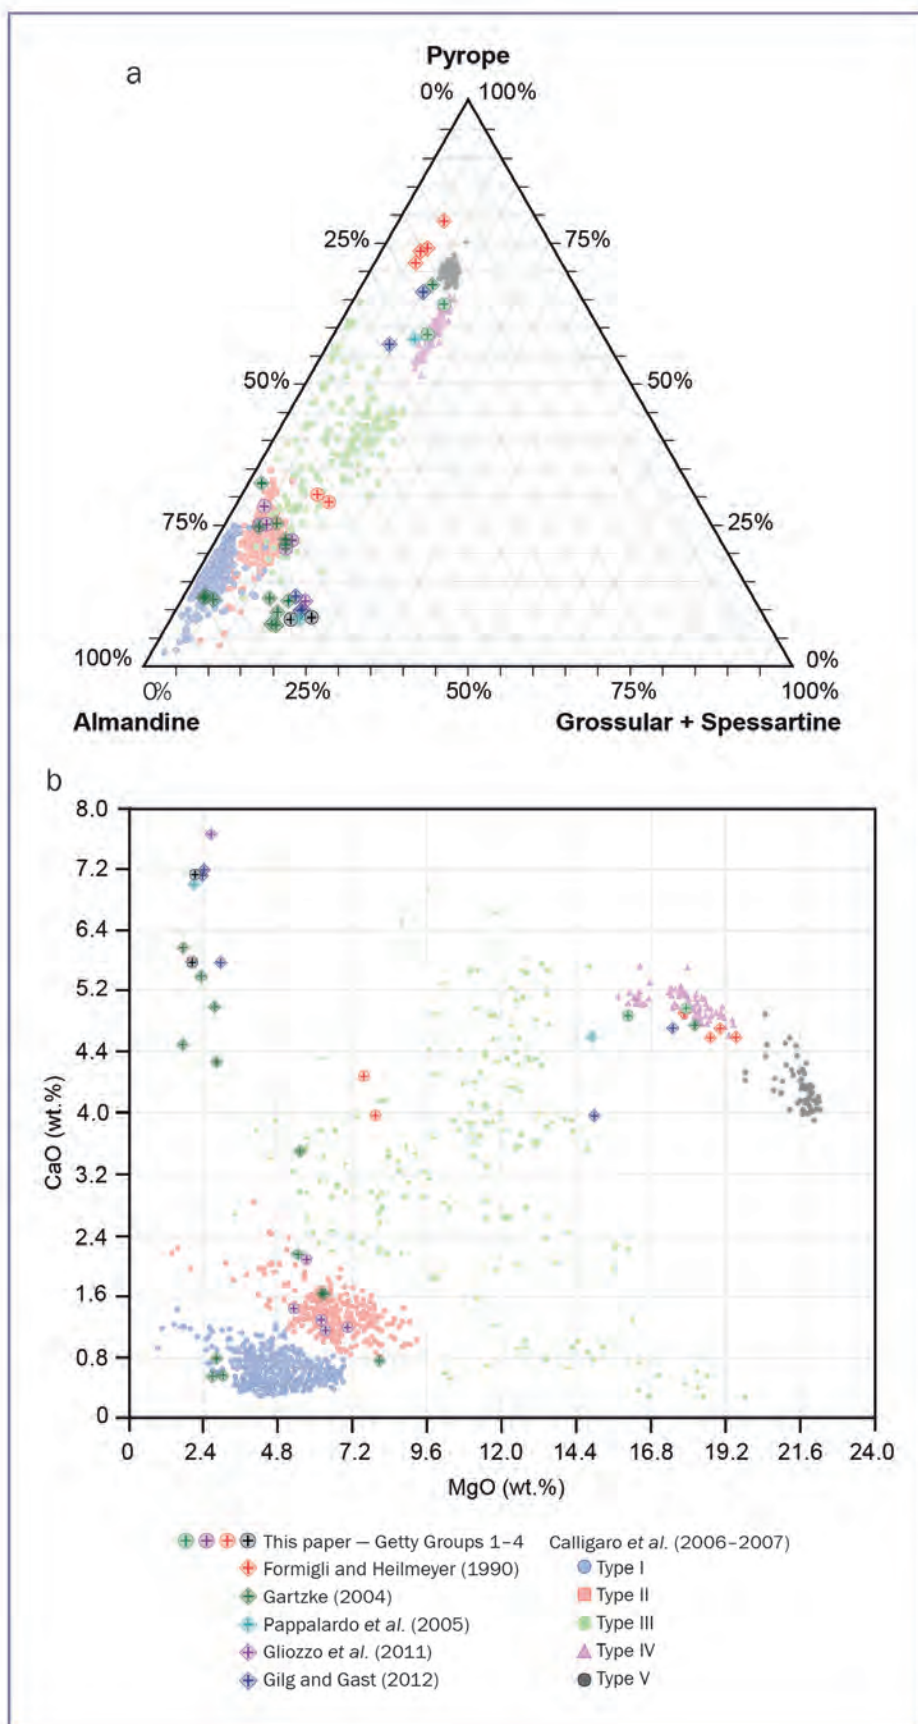 a
Pyrope
0% 100%
25% 75%
50% 50%
75% 25%
100% 0%
0% 25% 50% 75% 100%
Almandine Grossular + Spessartine
b
8.0
7.2
6.4
5.2
4.4
4.0
3.2
2.4
1.6
0.8
0
CaO (wt.%)
0 2.4 4.8 7.2 9.6 12.0 14.4 16.8 19.2 21.6 24.0
MgO (wt.%)
This paper — Getty Groups 1–4
Formigli and Heilmeyer (1990)
Gartzke (2004)
Pappalardo et al. (2005)
Gliozzo et al. (2011)
Gilg and Gast (2012)
Calligaro et al. (2006–2007)
Type I
Type II
Type III
Type IV
Type V